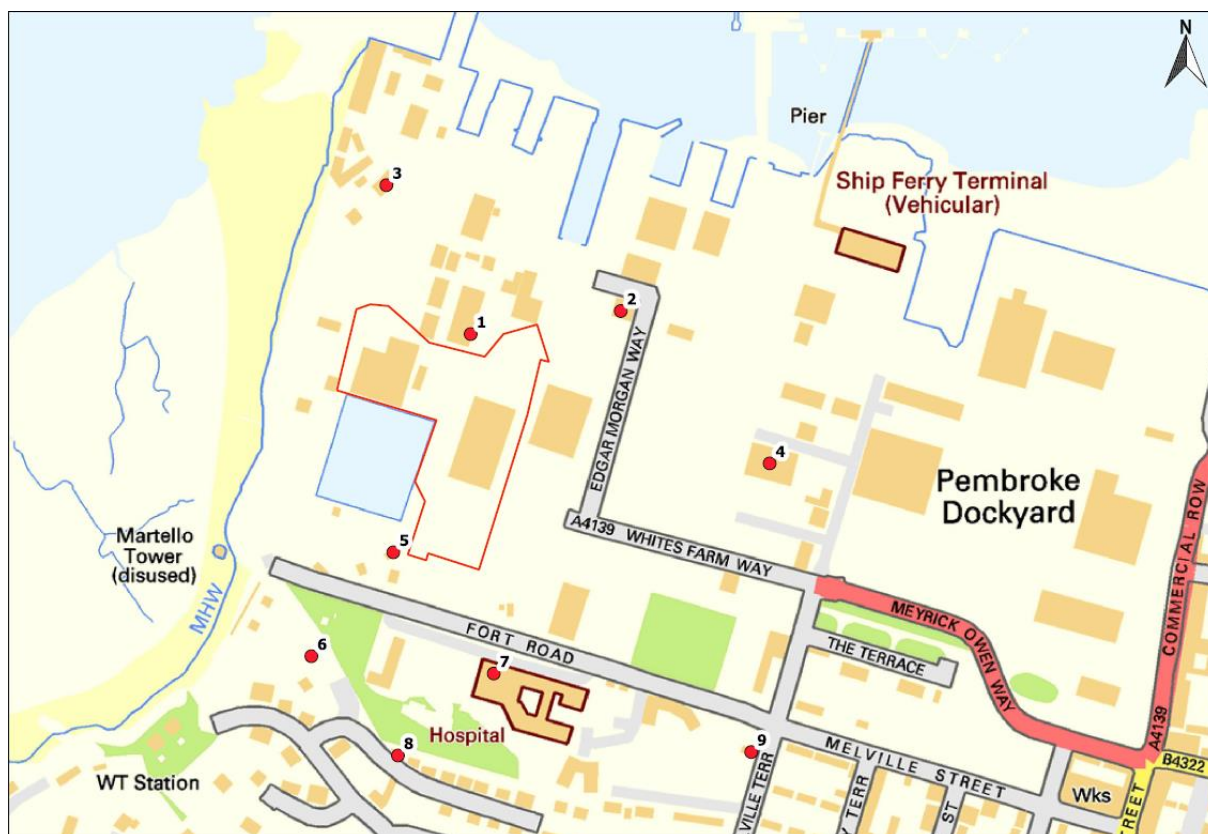 N
Pier
Ship Ferry Terminal
(Vehicular)
3
2
1
EDGAR MORGAN WAY
4
Pembroke
Dockyard
COMMERCIAL ROW
A4139 WHITES FARM WAY
Martello
Tower
(disused)
5
MHW
MEYRICK OWEN WAY
FORT ROAD
THE TERRACE
6
7
Hospital
8
9
A4139
MELVILLE STREET
B4322
WT Station
VILLE TERR
Y TERR
ST
Wks
TREET